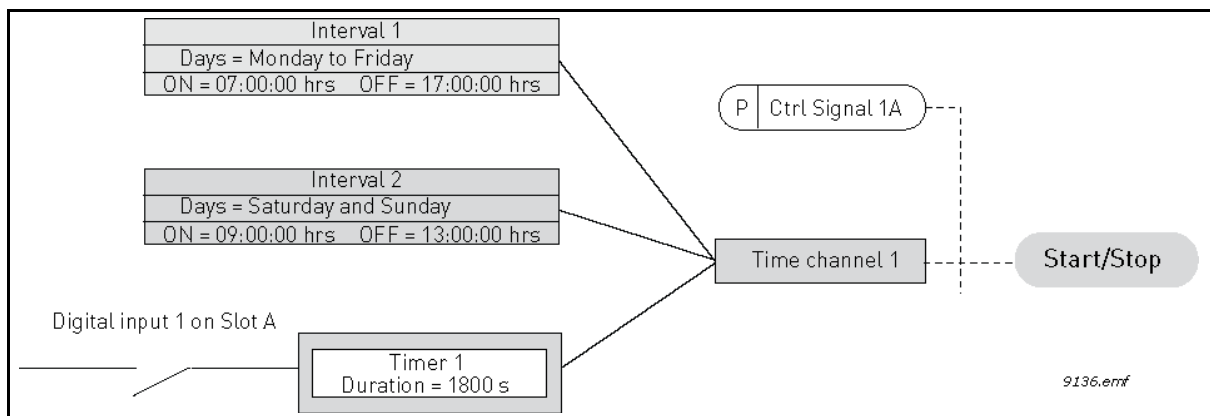 Interval 1
Days = Monday to Friday
ON = 07:00:00 hrs OFF = 17:00:00 hrs
P Ctrl Signal 1A
Interval 2
Days = Saturday and Sunday
ON = 09:00:00 hrs OFF = 13:00:00 hrs
Time channel 1
Start/Stop
Digital input 1 on Slot A
Timer 1
Duration = 1800 s
9136.emf